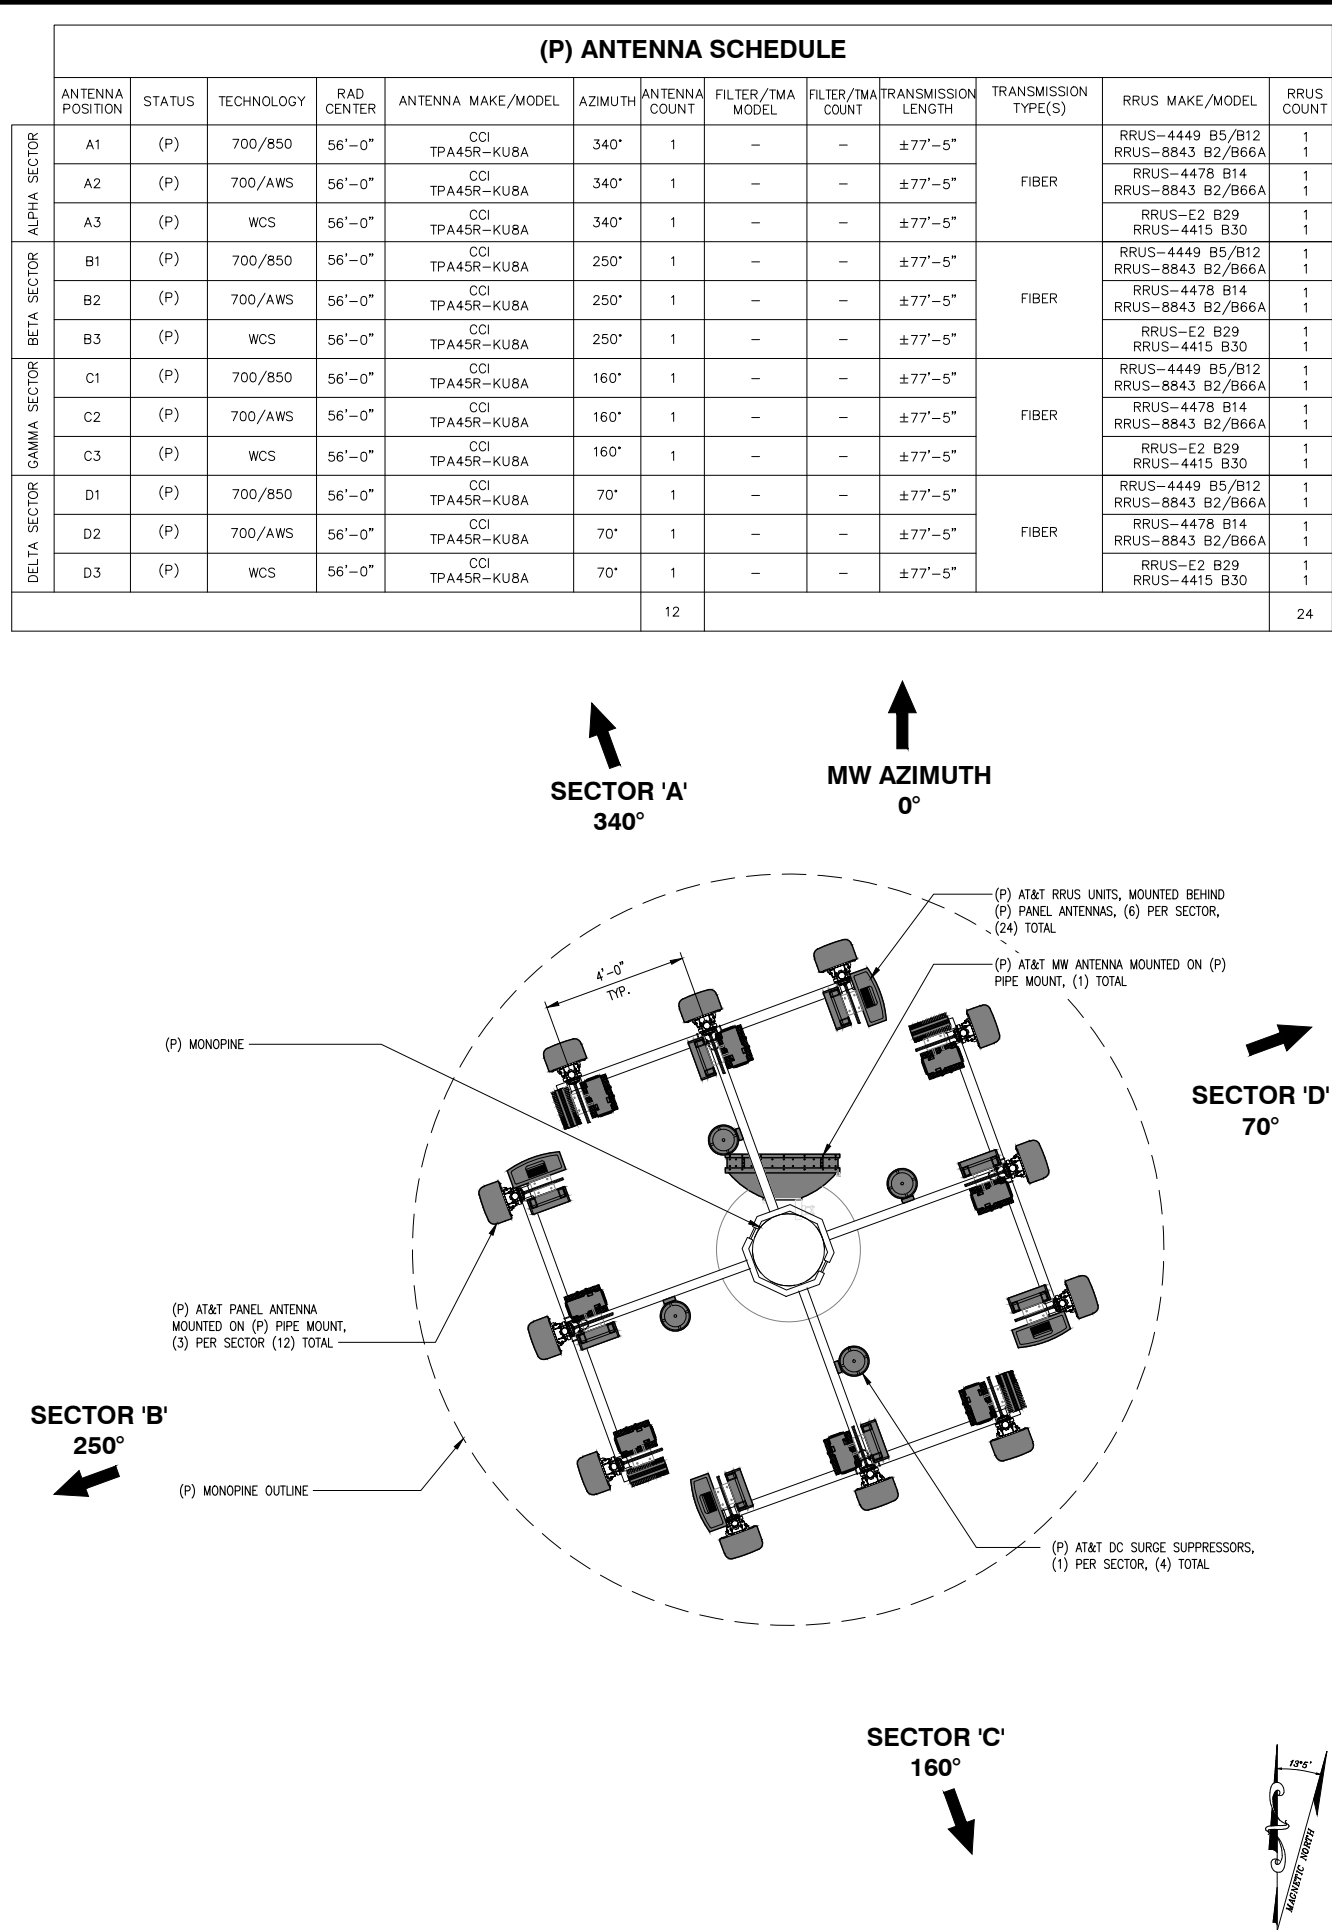 (P) ANTENNA SCHEDULE
ANTENNA POSITION STATUS TECHNOLOGY RAD CENTER ANTENNA MAKE/MODEL AZIMUTH ANTENNA COUNT FILTER/TMA MODEL FILTER/TMA COUNT TRANSMISSION LENGTH TRANSMISSION TYPE(S) RRUS MAKE/MODEL RRUS COUNT
ALPHA SECTOR
A1 (P) 700/850 56'-0" CCI TPA45R-KU8A 340° 1 – – ±77'-5" RRUS-4449 B5/B12 1
RRUS-8843 B2/B66A 1
A2 (P) 700/AWS 56'-0" CCI TPA45R-KU8A 340° 1 – – ±77'-5" FIBER RRUS-4478 B14 1
RRUS-8843 B2/B66A 1
A3 (P) WCS 56'-0" CCI TPA45R-KU8A 340° 1 – – ±77'-5" RRUS-E2 B29 1
RRUS-4415 B30 1
BETA SECTOR
B1 (P) 700/850 56'-0" CCI TPA45R-KU8A 250° 1 – – ±77'-5" RRUS-4449 B5/B12 1
RRUS-8843 B2/B66A 1
B2 (P) 700/AWS 56'-0" CCI TPA45R-KU8A 250° 1 – – ±77'-5" FIBER RRUS-4478 B14 1
RRUS-8843 B2/B66A 1
B3 (P) WCS 56'-0" CCI TPA45R-KU8A 250° 1 – – ±77'-5" RRUS-E2 B29 1
RRUS-4415 B30 1
GAMMA SECTOR
C1 (P) 700/850 56'-0" CCI TPA45R-KU8A 160° 1 – – ±77'-5" RRUS-4449 B5/B12 1
RRUS-8843 B2/B66A 1
C2 (P) 700/AWS 56'-0" CCI TPA45R-KU8A 160° 1 – – ±77'-5" FIBER RRUS-4478 B14 1
RRUS-8843 B2/B66A 1
C3 (P) WCS 56'-0" CCI TPA45R-KU8A 160° 1 – – ±77'-5" RRUS-E2 B29 1
RRUS-4415 B30 1
DELTA SECTOR
D1 (P) 700/850 56'-0" CCI TPA45R-KU8A 70° 1 – – ±77'-5" RRUS-4449 B5/B12 1
RRUS-8843 B2/B66A 1
D2 (P) 700/AWS 56'-0" CCI TPA45R-KU8A 70° 1 – – ±77'-5" FIBER RRUS-4478 B14 1
RRUS-8843 B2/B66A 1
D3 (P) WCS 56'-0" CCI TPA45R-KU8A 70° 1 – – ±77'-5" RRUS-E2 B29 1
RRUS-4415 B30 1
12 24
SECTOR 'A'
340°
MW AZIMUTH
0°
(P) AT&T RRUS UNITS, MOUNTED BEHIND
(P) PANEL ANTENNAS, (6) PER SECTOR,
(24) TOTAL
(P) AT&T MW ANTENNA MOUNTED ON (P)
PIPE MOUNT, (1) TOTAL
4'-0"
TYP.
(P) MONOPINE
SECTOR 'D'
70°
(P) AT&T PANEL ANTENNA
MOUNTED ON (P) PIPE MOUNT,
(3) PER SECTOR (12) TOTAL
SECTOR 'B'
250°
(P) MONOPINE OUTLINE
(P) AT&T DC SURGE SUPPRESSORS,
(1) PER SECTOR, (4) TOTAL
SECTOR 'C'
160°
13°5'
MAGNETIC NORTH